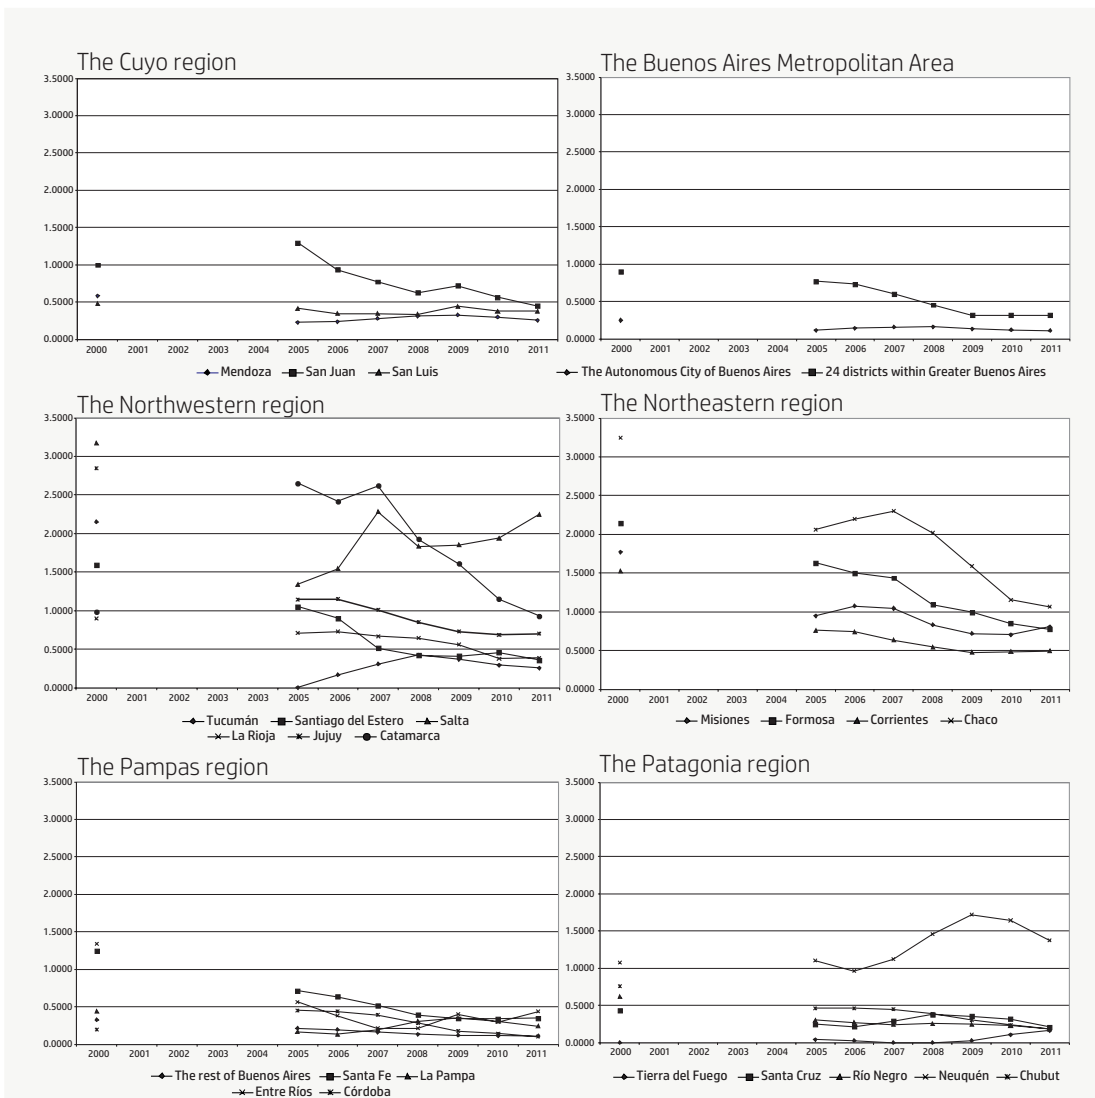 The Cuyo region
3.5000
3.0000
2.5000
2.0000
1.5000
1.0000
0.5000
0.0000
2000 2001 2002 2003 2004 2005 2006 2007 2008 2009 2010 2011
Mendoza San Juan San Luis
The Buenos Aires Metropolitan Area
3.5000
3.0000
2.5000
2.0000
1.5000
1.0000
0.5000
0.0000
2000 2001 2002 2003 2004 2005 2006 2007 2008 2009 2010 2011
The Autonomous City of Buenos Aires 24 districts within Greater Buenos Aires
The Northwestern region
3.5000
3.0000
2.5000
2.0000
1.5000
1.0000
0.5000
0.0000
2000 2001 2002 2003 2003 2005 2006 2007 2008 2009 2010 2011
Tucumán Santiago del Estero Salta
La Rioja Jujuy Catamarca
The Northeastern region
3.5000
3.0000
2.5000
2.0000
1.5000
1.0000
0.5000
0.0000
2000 2001 2002 2003 2004 2005 2006 2007 2008 2009 2010 2011
Misiones Formosa Corrientes Chaco
The Pampas region
3.5000
3.0000
2.5000
2.0000
1.5000
1.0000
0.5000
0.0000
2000 2001 2002 2003 2004 2005 2006 2007 2008 2009 2010 2011
The rest of Buenos Aires Santa Fe La Pampa
Entre Ríos Córdoba
The Patagonia region
3.5000
3.0000
2.5000
2.0000
1.5000
1.0000
0.5000
0.0000
2000 2001 2002 2003 2004 2005 2006 2007 2008 2009 2010 2011
Tierra del Fuego Santa Cruz Río Negro Neuquén Chubut